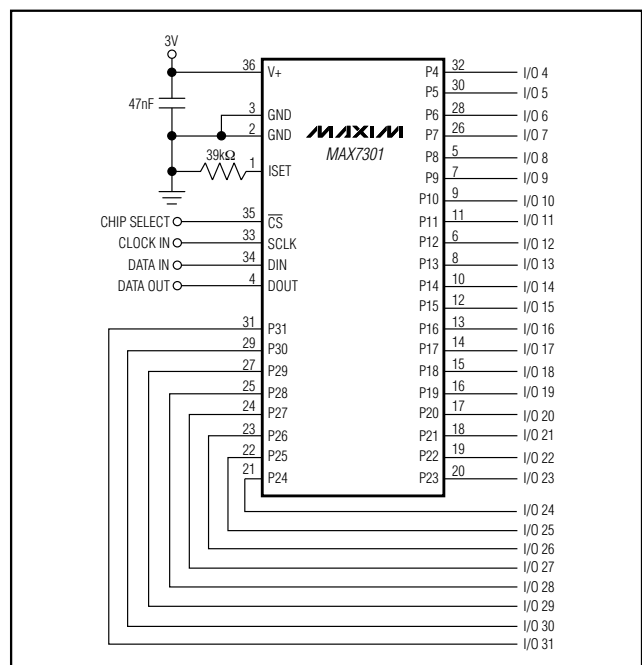 3V
47nF
39kΩ
CHIP SELECT
CLOCK IN
DATA IN
DATA OUT
36 V+
3 GND
2 GND
1 ISET
35 CS
33 SCLK
34 DIN
4 DOUT
31 P31
29 P30
27 P29
25 P28
24 P27
23 P26
22 P25
21 P24
MAXIM
MAX7301
P4 32 I/O 4
P5 30 I/O 5
P6 28 I/O 6
P7 26 I/O 7
P8 5 I/O 8
P9 7 I/O 9
P10 9 I/O 10
P11 11 I/O 11
P12 6 I/O 12
P13 8 I/O 13
P14 10 I/O 14
P15 12 I/O 15
P16 13 I/O 16
P17 14 I/O 17
P18 15 I/O 18
P19 16 I/O 19
P20 17 I/O 20
P21 18 I/O 21
P22 19 I/O 22
P23 20 I/O 23
I/O 24
I/O 25
I/O 26
I/O 27
I/O 28
I/O 29
I/O 30
I/O 31